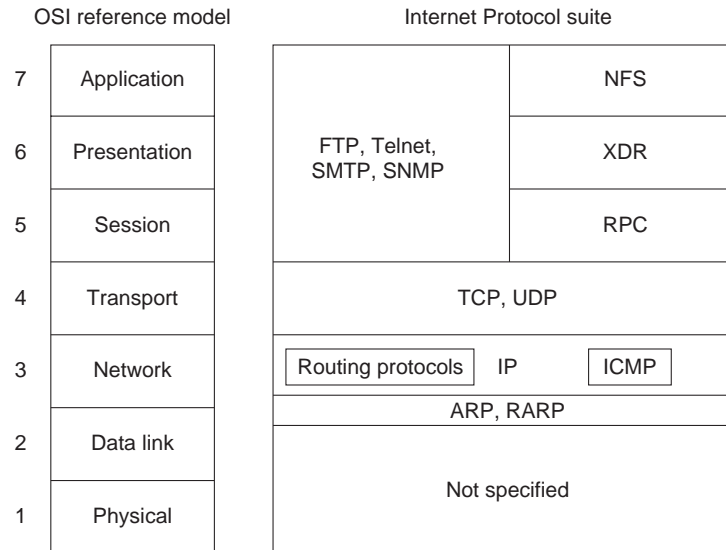 OSI reference model
Internet Protocol suite
7
Application
NFS
6
Presentation
FTP, Telnet,
SMTP, SNMP
XDR
5
Session
RPC
4
Transport
TCP, UDP
3
Network
Routing protocols
IP
ICMP
ARP, RARP
2
Data link
Not specified
1
Physical